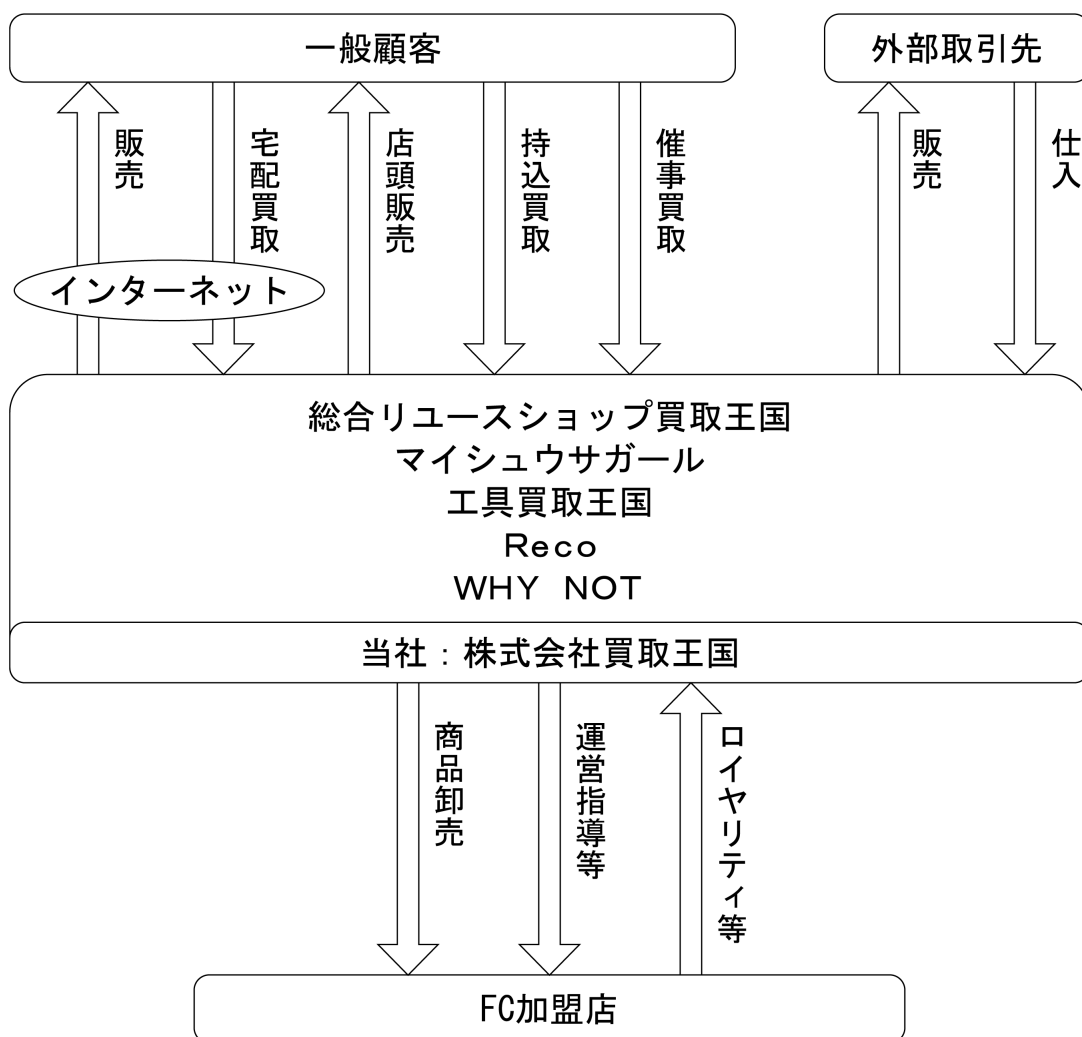 一般顧客
外部取引先
販売
宅配買取
店頭販売
持込買取
催事買取
販売
仕入
インターネット
総合リユースショップ買取王国
マイシュウサガール
工具買取王国
Reco
WHY NOT
当社：株式会社買取王国
商品卸売
運営指導等
ロイヤリティ等
FC加盟店